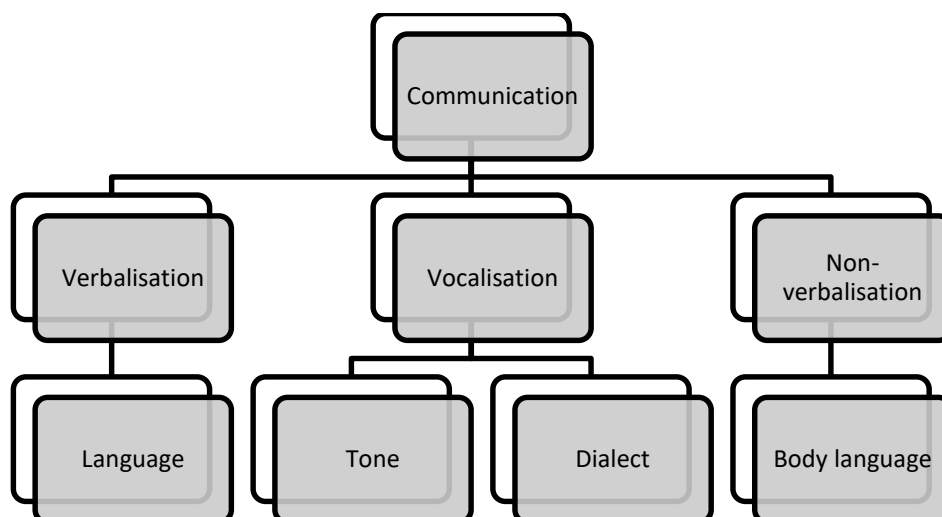 Communication
Verbalisation
Vocalisation
Non-
verbalisation
Language
Tone
Dialect
Body language